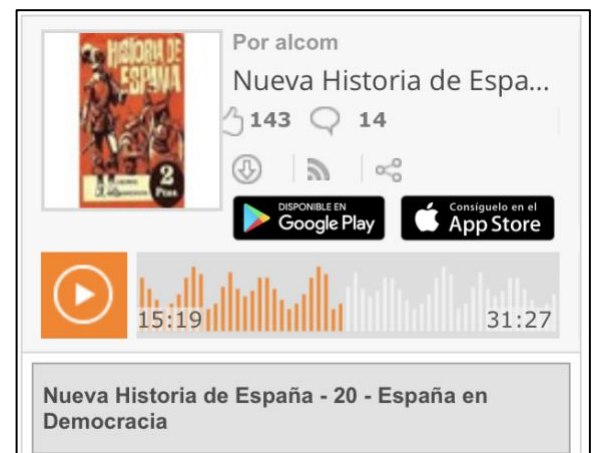 HISTORIA DE
ESPAÑA
2
Ptas
Por alcom
Nueva Historia de Espa...
143 14
DISPONIBLE EN
Google Play
Consíguelo en el
App Store
15:19
31:27
Nueva Historia de España - 20 - España en
Democracia